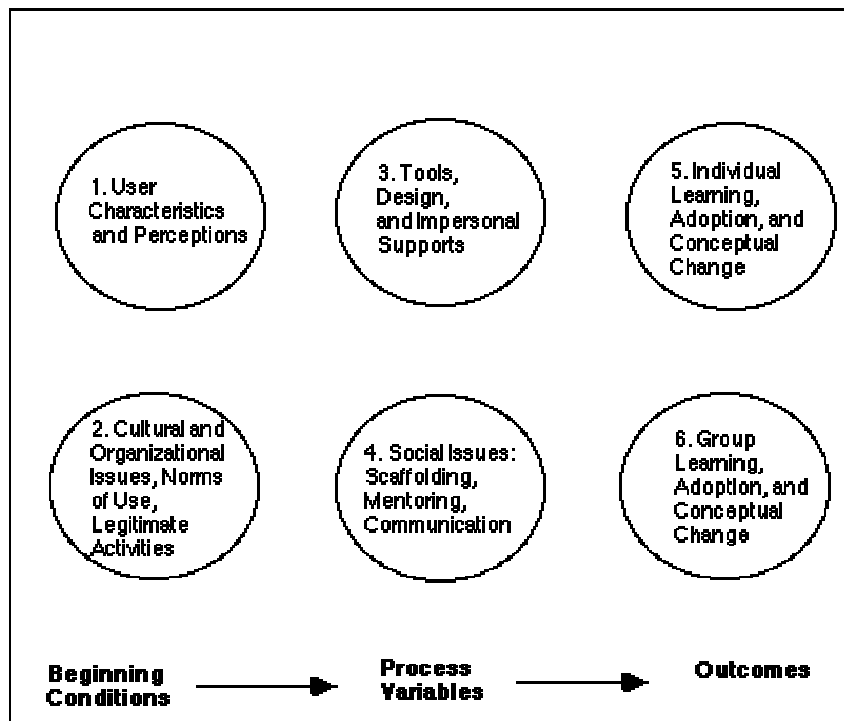 1. User
Characteristics
and Perceptions
3. Tools,
Design,
and Impersonal
Supports
5. Individual
Learning,
Adoption, and
Conceptual
Change
2. Cultural and
Organizational
Issues, Norms
of Use,
Legitimate
Activities
4. Social Issues:
Scaffolding,
Mentoring,
Communication
6. Group
Learning,
Adoption, and
Conceptual
Change
Beginning
Conditions
Process
Variables
Outcomes